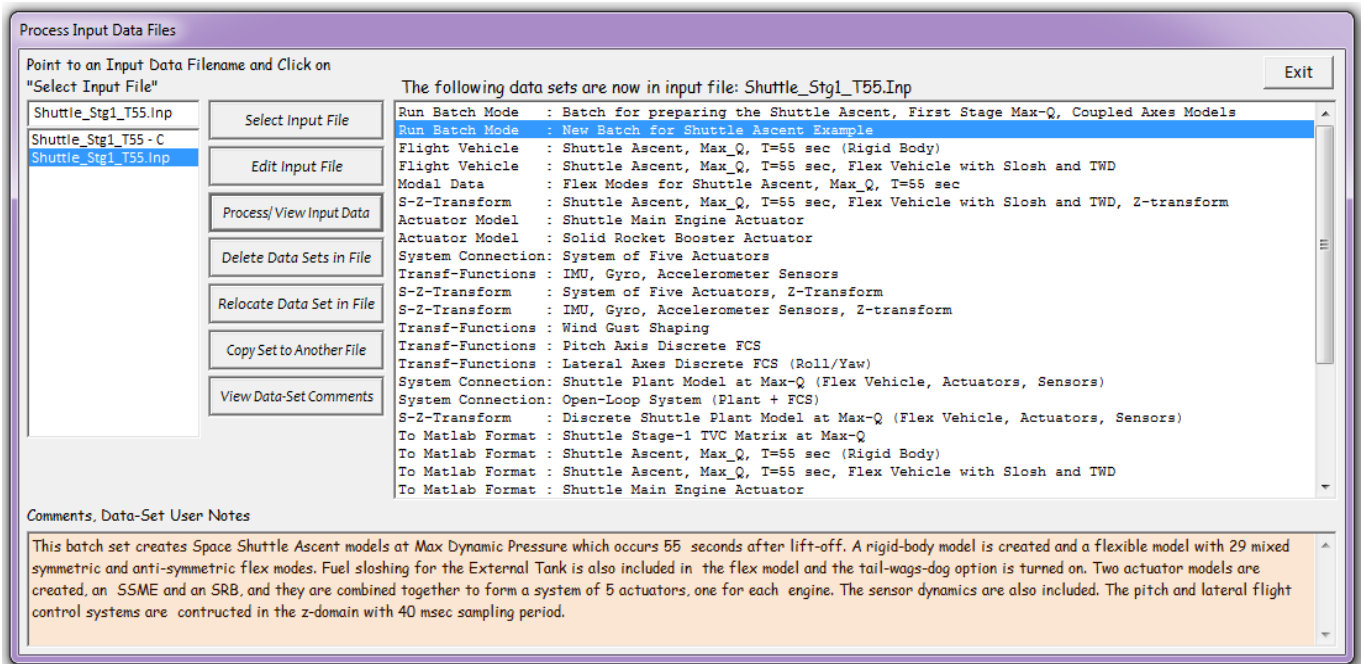 Process Input Data Files
Point to an Input Data Filename and Click on
"Select Input File"
The following data sets are now in input file: Shuttle_Stg1_T55.Inp
Exit
Shuttle_Stg1_T55.Inp
Shuttle_Stg1_T55 - C
Shuttle_Stg1_T55.Inp
Select Input File
Edit Input File
Process/View Input Data
Delete Data Sets in File
Relocate Data Set in File
Copy Set to Another File
View Data-Set Comments
Run Batch Mode : Batch for preparing the Shuttle Ascent, First Stage Max-Q, Coupled Axes Models
Run Batch Mode : New Batch for Shuttle Ascent Example
Flight Vehicle : Shuttle Ascent, Max_Q, T=55 sec (Rigid Body)
Flight Vehicle : Shuttle Ascent, Max_Q, T=55 sec, Flex Vehicle with Slosh and TWD
Modal Data : Flex Modes for Shuttle Ascent, Max_Q, T=55 sec
S-Z-Transform : Shuttle Ascent, Max_Q, T=55 sec, Flex Vehicle with Slosh and TWD, Z-transform
Actuator Model : Shuttle Main Engine Actuator
Actuator Model : Solid Rocket Booster Actuator
System Connection: System of Five Actuators
Transf-Functions : IMU, Gyro, Accelerometer Sensors
S-Z-Transform : System of Five Actuators, Z-Transform
S-Z-Transform : IMU, Gyro, Accelerometer Sensors, Z-transform
Transf-Functions : Wind Gust Shaping
Transf-Functions : Pitch Axis Discrete FCS
Transf-Functions : Lateral Axes Discrete FCS (Roll/Yaw)
System Connection: Shuttle Plant Model at Max-Q (Flex Vehicle, Actuators, Sensors)
System Connection: Open-Loop System (Plant + FCS)
S-Z-Transform : Discrete Shuttle Plant Model at Max-Q (Flex Vehicle, Actuators, Sensors)
To Matlab Format : Shuttle Stage-1 TVC Matrix at Max-Q
To Matlab Format : Shuttle Ascent, Max_Q, T=55 sec (Rigid Body)
To Matlab Format : Shuttle Ascent, Max_Q, T=55 sec, Flex Vehicle with Slosh and TWD
To Matlab Format : Shuttle Main Engine Actuator
Comments, Data-Set User Notes
This batch set creates Space Shuttle Ascent models at Max Dynamic Pressure which occurs 55 seconds after lift-off. A rigid-body model is created and a flexible model with 29 mixed
symmetric and anti-symmetric flex modes. Fuel sloshing for the External Tank is also included in the flex model and the tail-wags-dog option is turned on. Two actuator models are
created, an SSME and an SRB, and they are combined together to form a system of 5 actuators, one for each engine. The sensor dynamics are also included. The pitch and lateral flight
control systems are contructed in the z-domain with 40 msec sampling period.